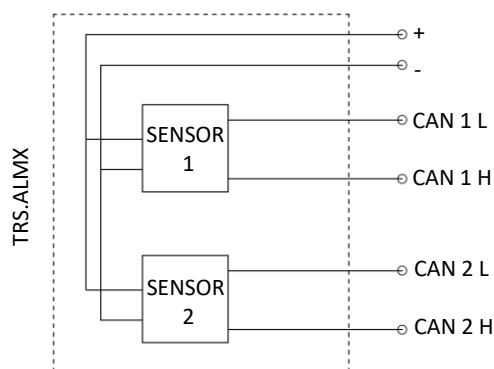 +
-
CAN 1 L
SENSOR
1
CAN 1 H
TRS.ALMX
CAN 2 L
SENSOR
2
CAN 2 H